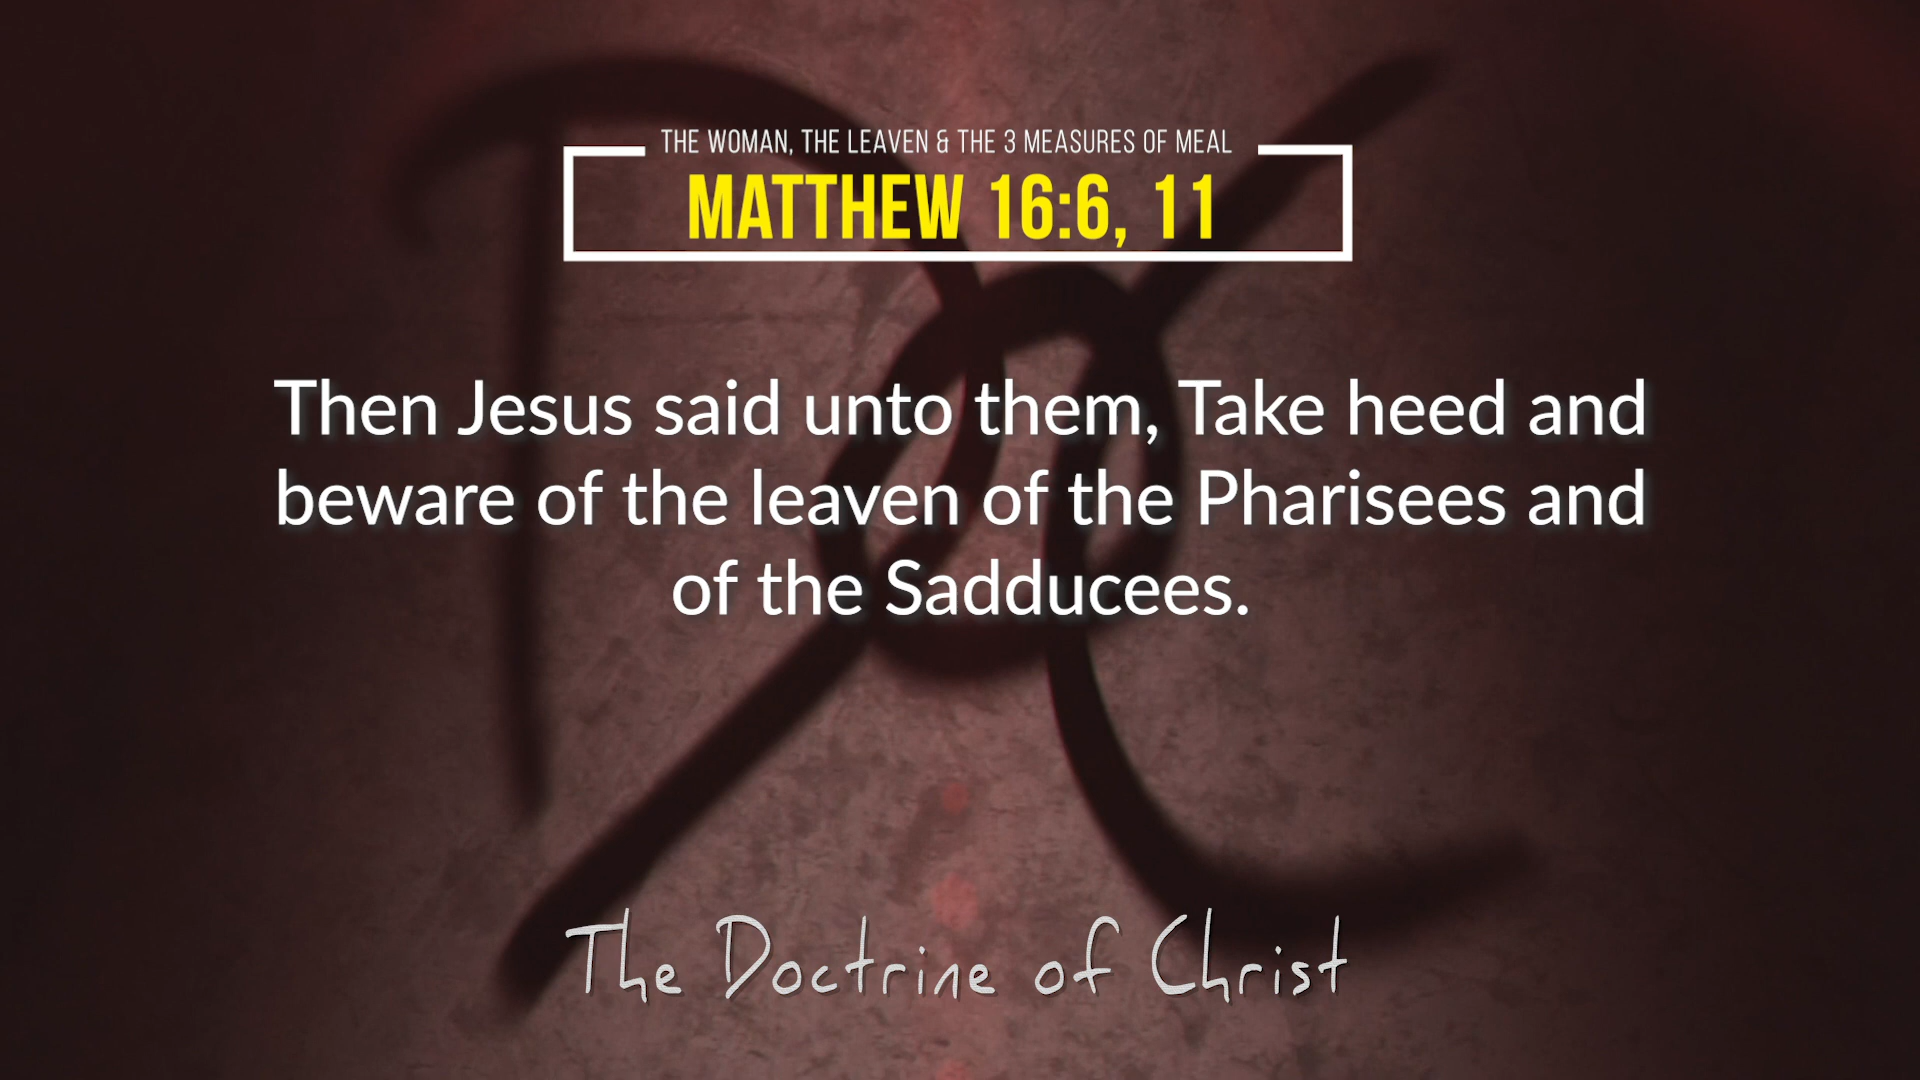 THE WOMAN, THE LEAVEN & THE 3 MEASURES OF MEAL
MATTHEW 16:6, 11
Then Jesus said unto them, Take heed and
beware of the leaven of the Pharisees and
of the Sadducees.
The Doctrine of Christ